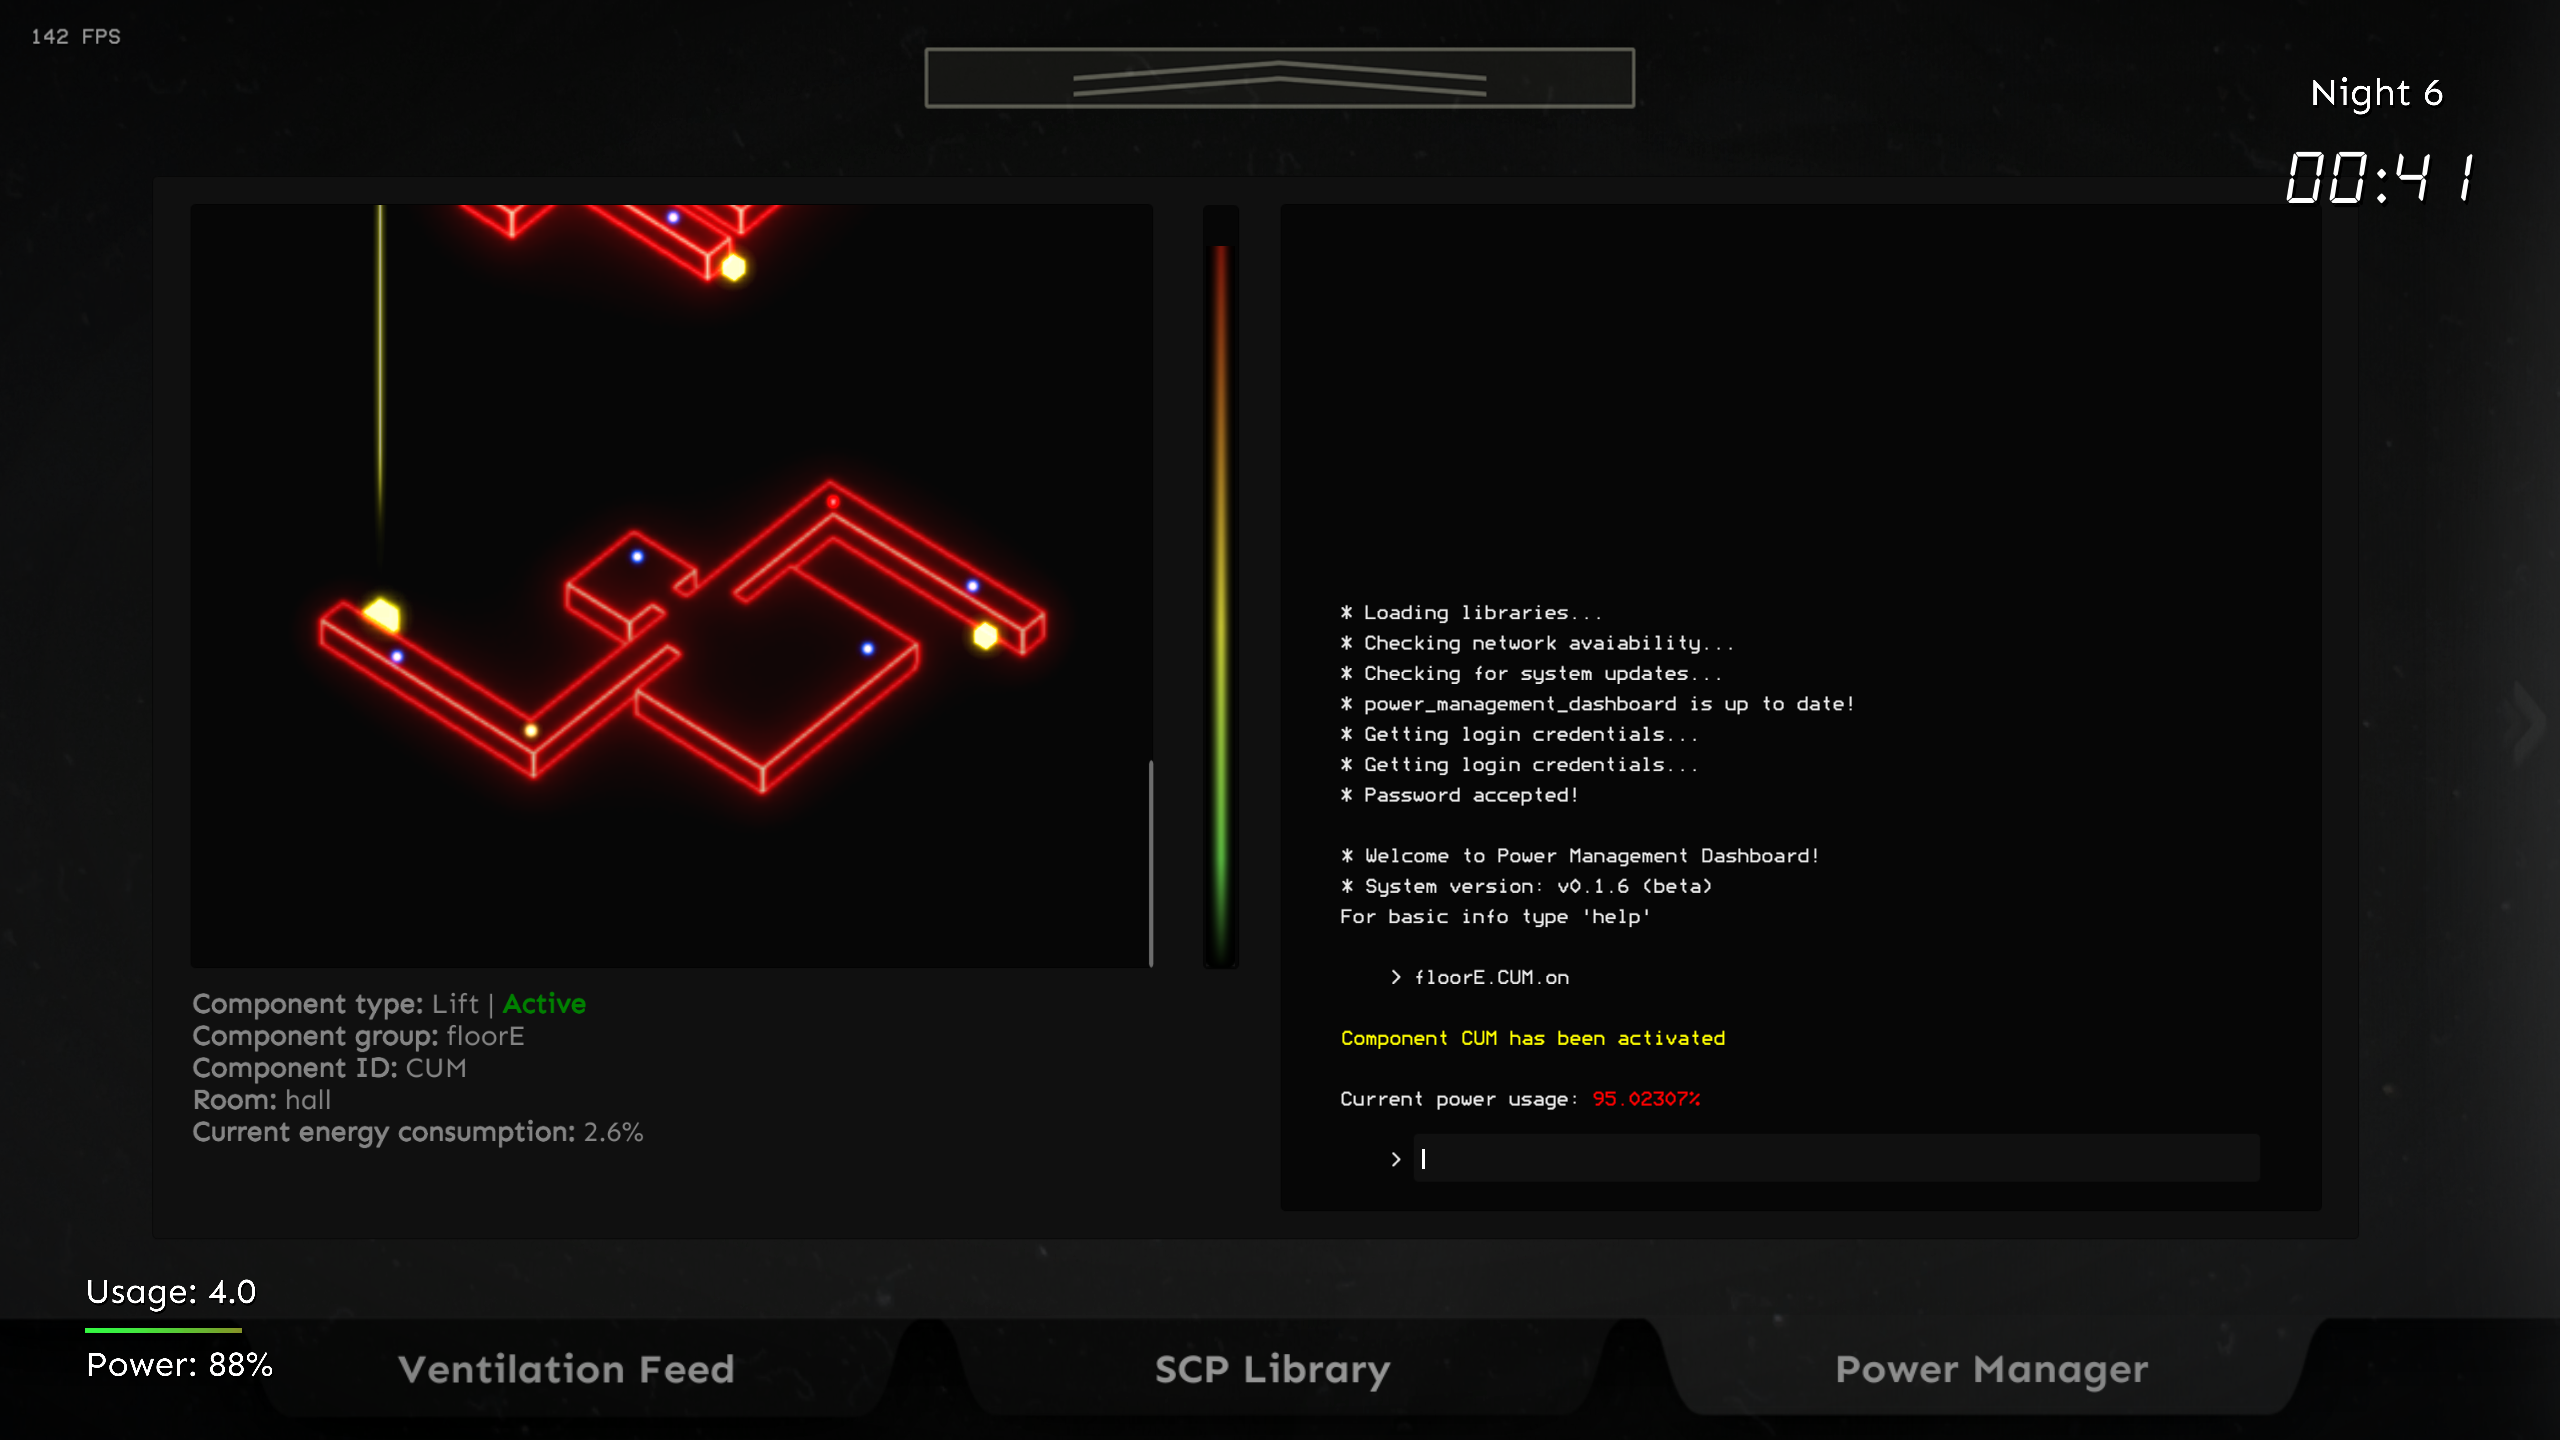 142 FPS
Night 6
00:41
* Loading libraries...
* Checking network avaiability...
* Checking for system updates...
* power_management_dashboard is up to date!
* Getting login credentials...
* Getting login credentials...
* Password accepted!
* Welcome to Power Management Dashboard!
* System version: v0.1.6 (beta)
For basic info type 'help'
> floorE.CUM.on
Component CUM has been activated
Current power usage: 95.02307%
>
Component type: Lift | Active
Component group: floorE
Component ID: CUM
Room: hall
Current energy consumption: 2.6%
Usage: 4.0
Power: 88%
Ventilation Feed
SCP Library
Power Manager